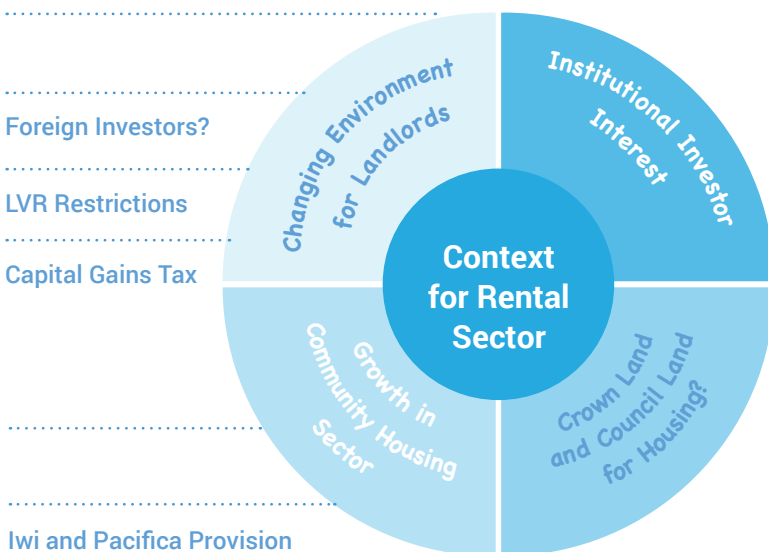 Changing Environment
for Landlords
Institutional Investor
Interest
Foreign Investors?
LVR Restrictions
Capital Gains Tax
Context
for Rental
Sector
Growth in
Community Housing
Sector
Crown Land
and Council Land
for Housing?
Iwi and Pacifica Provision